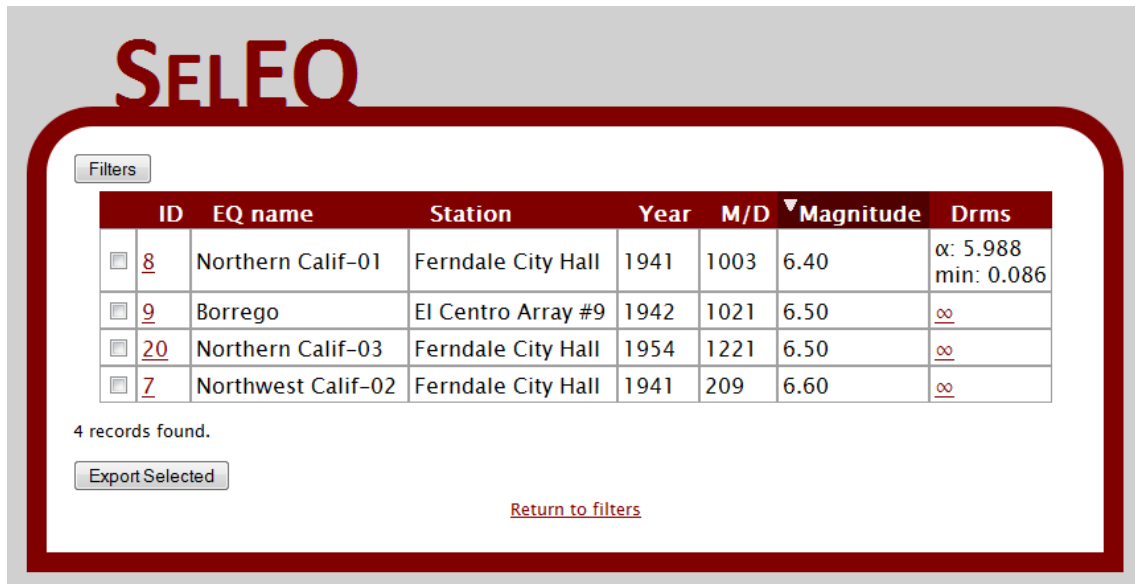 SELEQ
Filters
ID EQ name Station Year M/D ▼Magnitude Drms
8 Northern Calif-01 Ferndale City Hall 1941 1003 6.40 α: 5.988
min: 0.086
9 Borrego El Centro Array #9 1942 1021 6.50 ∞
20 Northern Calif-03 Ferndale City Hall 1954 1221 6.50 ∞
7 Northwest Calif-02 Ferndale City Hall 1941 209 6.60 ∞
4 records found.
Export Selected
Return to filters